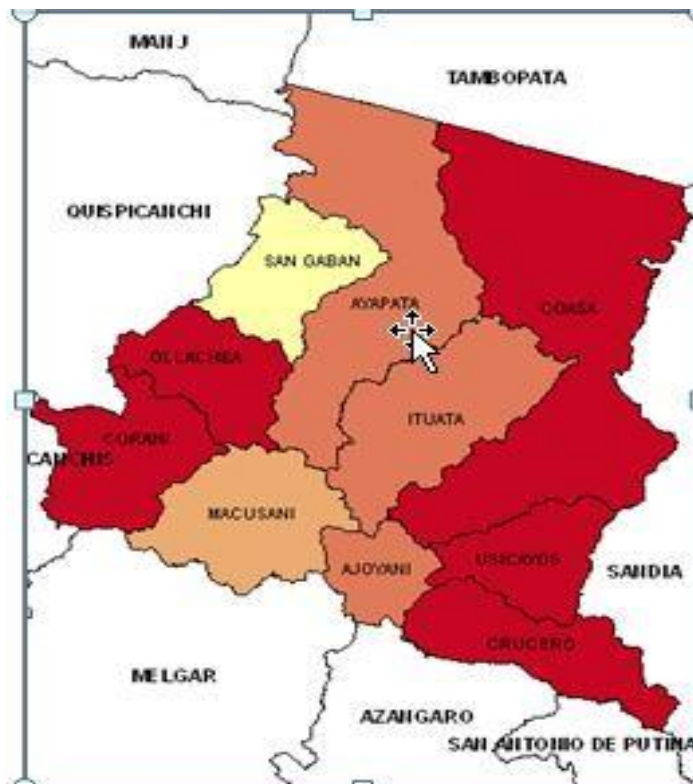 MANJ
TAMBOPATA
QUISPICANCHI
SAN GABAN
AYAPATA
COASA
OLLACHEA
ITUATA
CORANI
CANCHIS
MACUSANI
USICAYOS
AJOYANI
SANDIA
CRUCERO
MELGAR
AZANGARO
SAN ANTONIO DE PUTINA